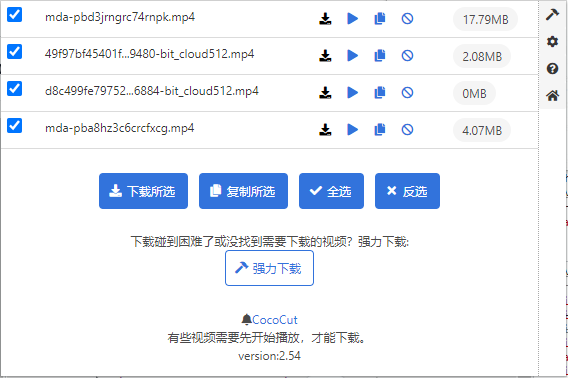 mda-pbd3jrngrc74rnpk.mp4 17.79MB
49f97bf45401f...9480-bit_cloud512.mp4 2.08MB
d8c499fe79752...6884-bit_cloud512.mp4 0MB
mda-pba8hz3c6crcfxcg.mp4 4.07MB
下载所选 复制所选 全选 反选
下载碰到困难了或没找到需要下载的视频？强力下载:
强力下载
CocoCut
有些视频需要先开始播放，才能下载。
version:2.54